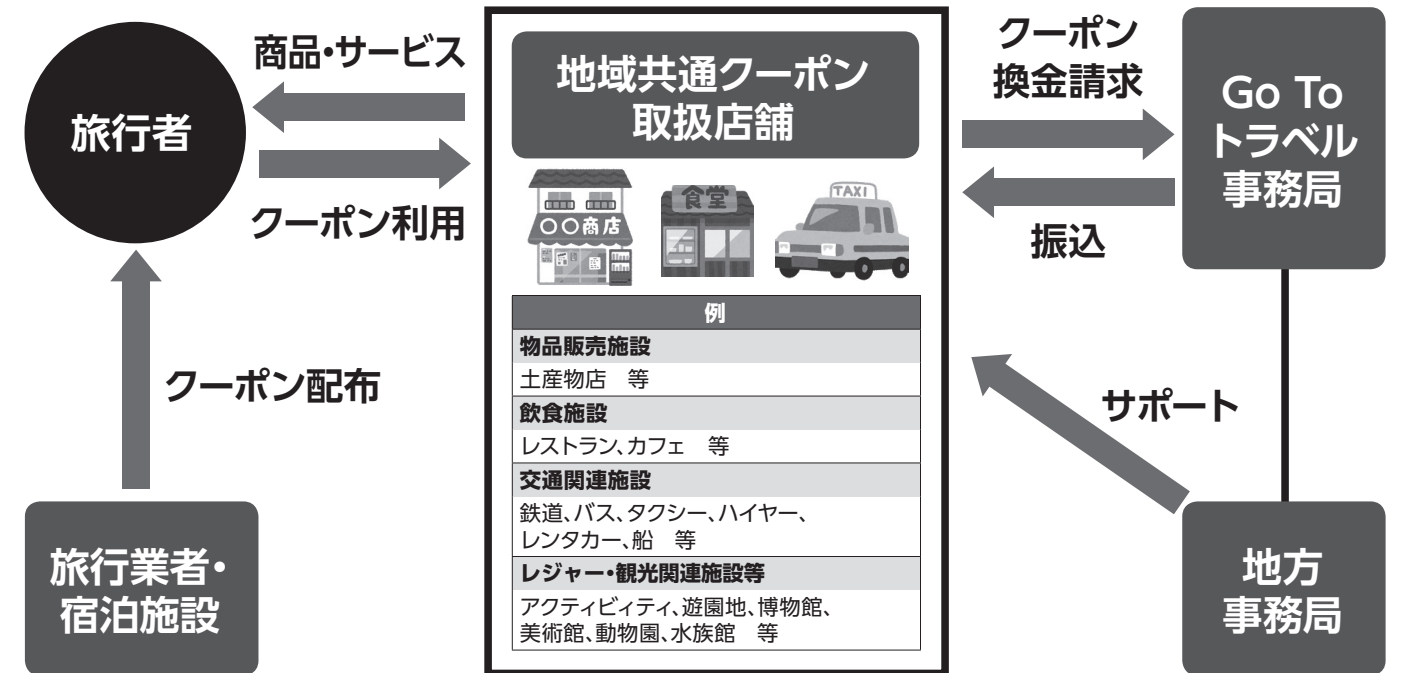 商品・サービス
旅行者
クーポン利用
クーポン配布
旅行業者・
宿泊施設
地域共通クーポン
取扱店舗
〇〇商店
食堂
TAXI
例
物品販売施設
土産物店　等
飲食施設
レストラン、カフェ　等
交通関連施設
鉄道、バス、タクシー、ハイヤー、
レンタカー、船　等
レジャー・観光関連施設等
アクティビィティ、遊園地、博物館、
美術館、動物園、水族館　等
クーポン
換金請求
振込
Go To
トラベル
事務局
サポート
地方
事務局